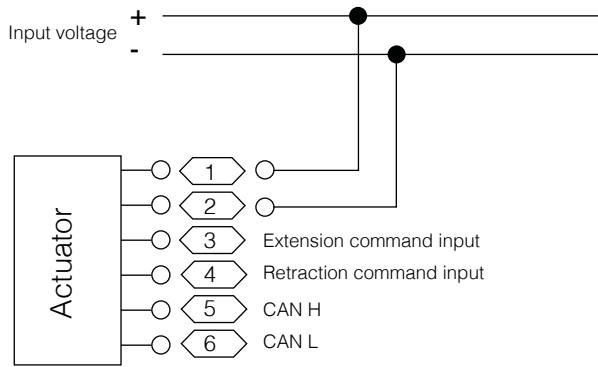 +
Input voltage
-
Actuator
1
2
3 Extension command input
4 Retraction command input
5 CAN H
6 CAN L